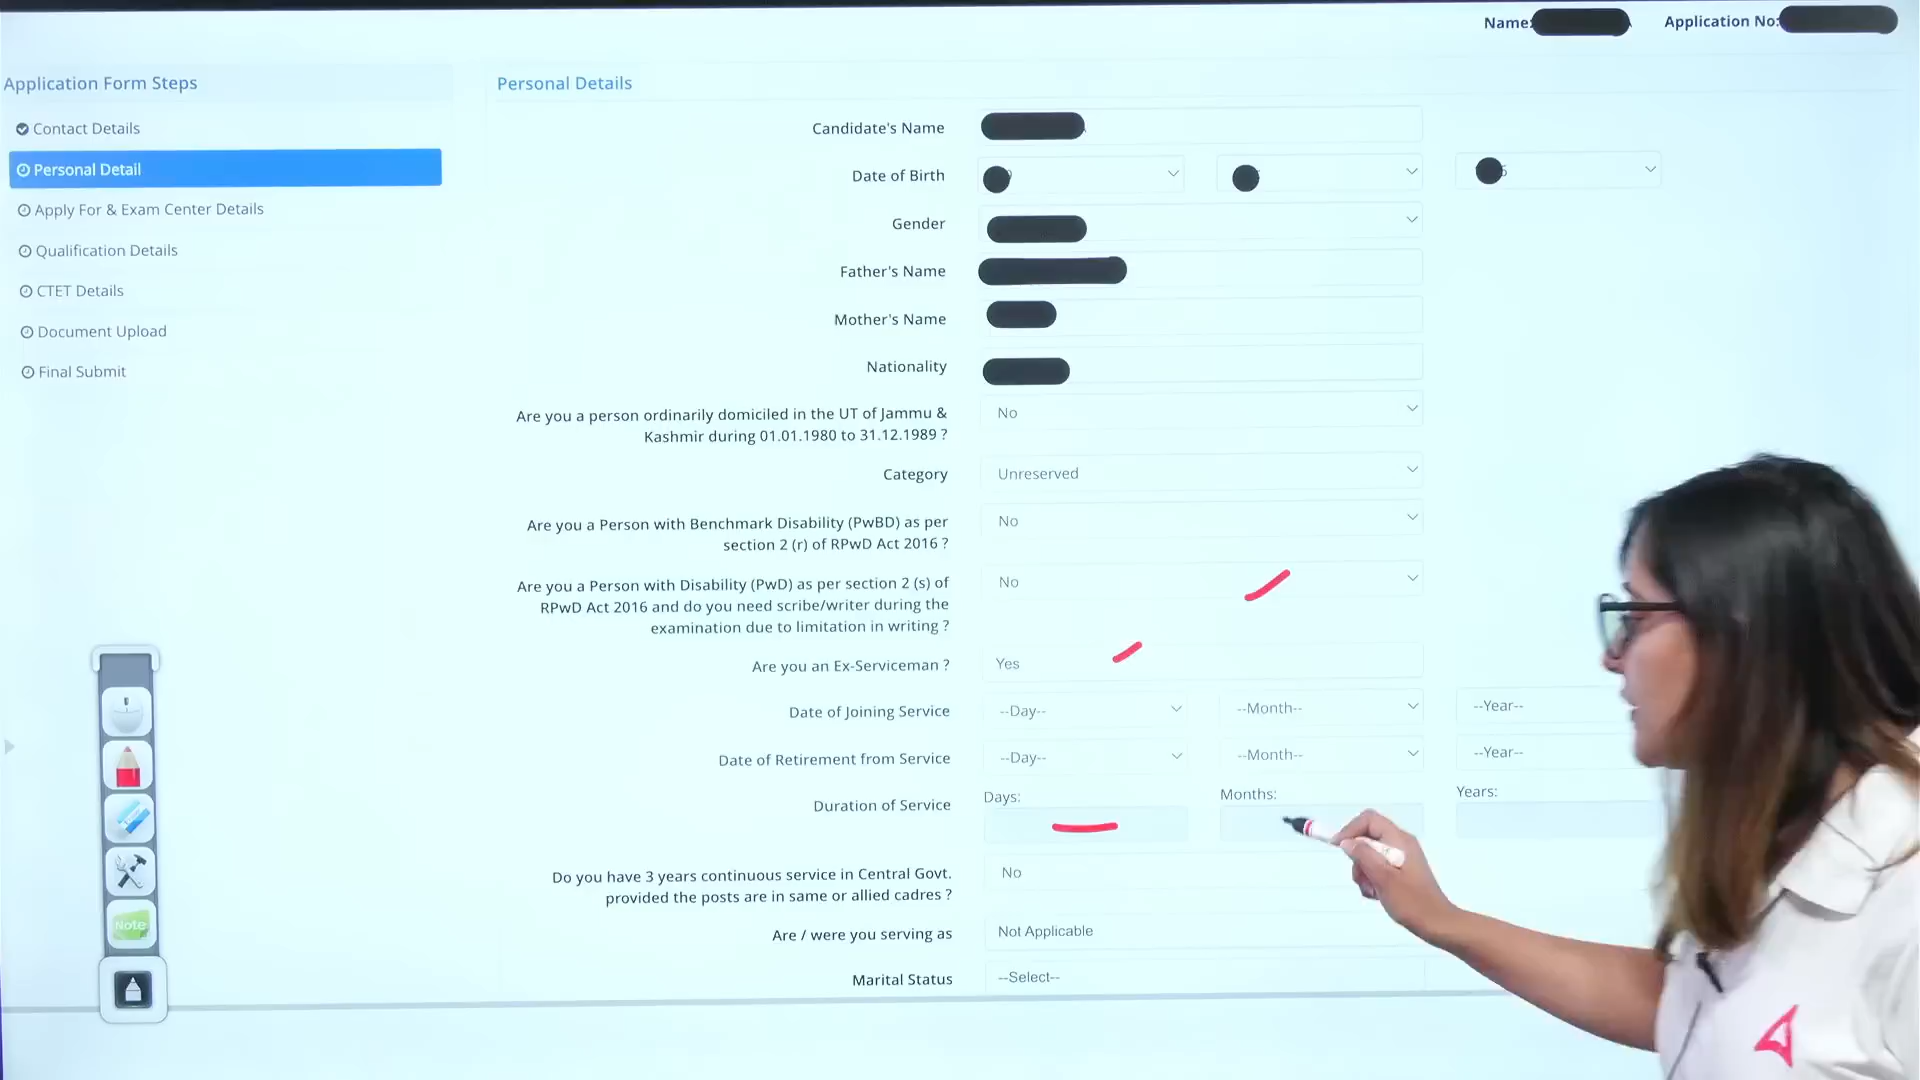 Name:
Application No:
Application Form Steps
Personal Details
Contact Details
Personal Detail
Apply For & Exam Center Details
Qualification Details
CTET Details
Document Upload
Final Submit
Candidate's Name
Date of Birth
Gender
Father's Name
Mother's Name
Nationality
Are you a person ordinarily domiciled in the UT of Jammu &
Kashmir during 01.01.1980 to 31.12.1989 ?
No
Category
Unreserved
Are you a Person with Benchmark Disability (PwBD) as per
section 2 (r) of RPwD Act 2016 ?
No
Are you a Person with Disability (PwD) as per section 2 (s) of
RPwD Act 2016 and do you need scribe/writer during the
examination due to limitation in writing ?
No
Are you an Ex-Serviceman ?
Yes
Date of Joining Service
--Day--
--Month--
--Year--
Date of Retirement from Service
--Day--
--Month--
--Year--
Duration of Service
Days:
Months:
Years:
Do you have 3 years continuous service in Central Govt.
provided the posts are in same or allied cadres ?
No
Are / were you serving as
Not Applicable
Marital Status
--Select--
Note